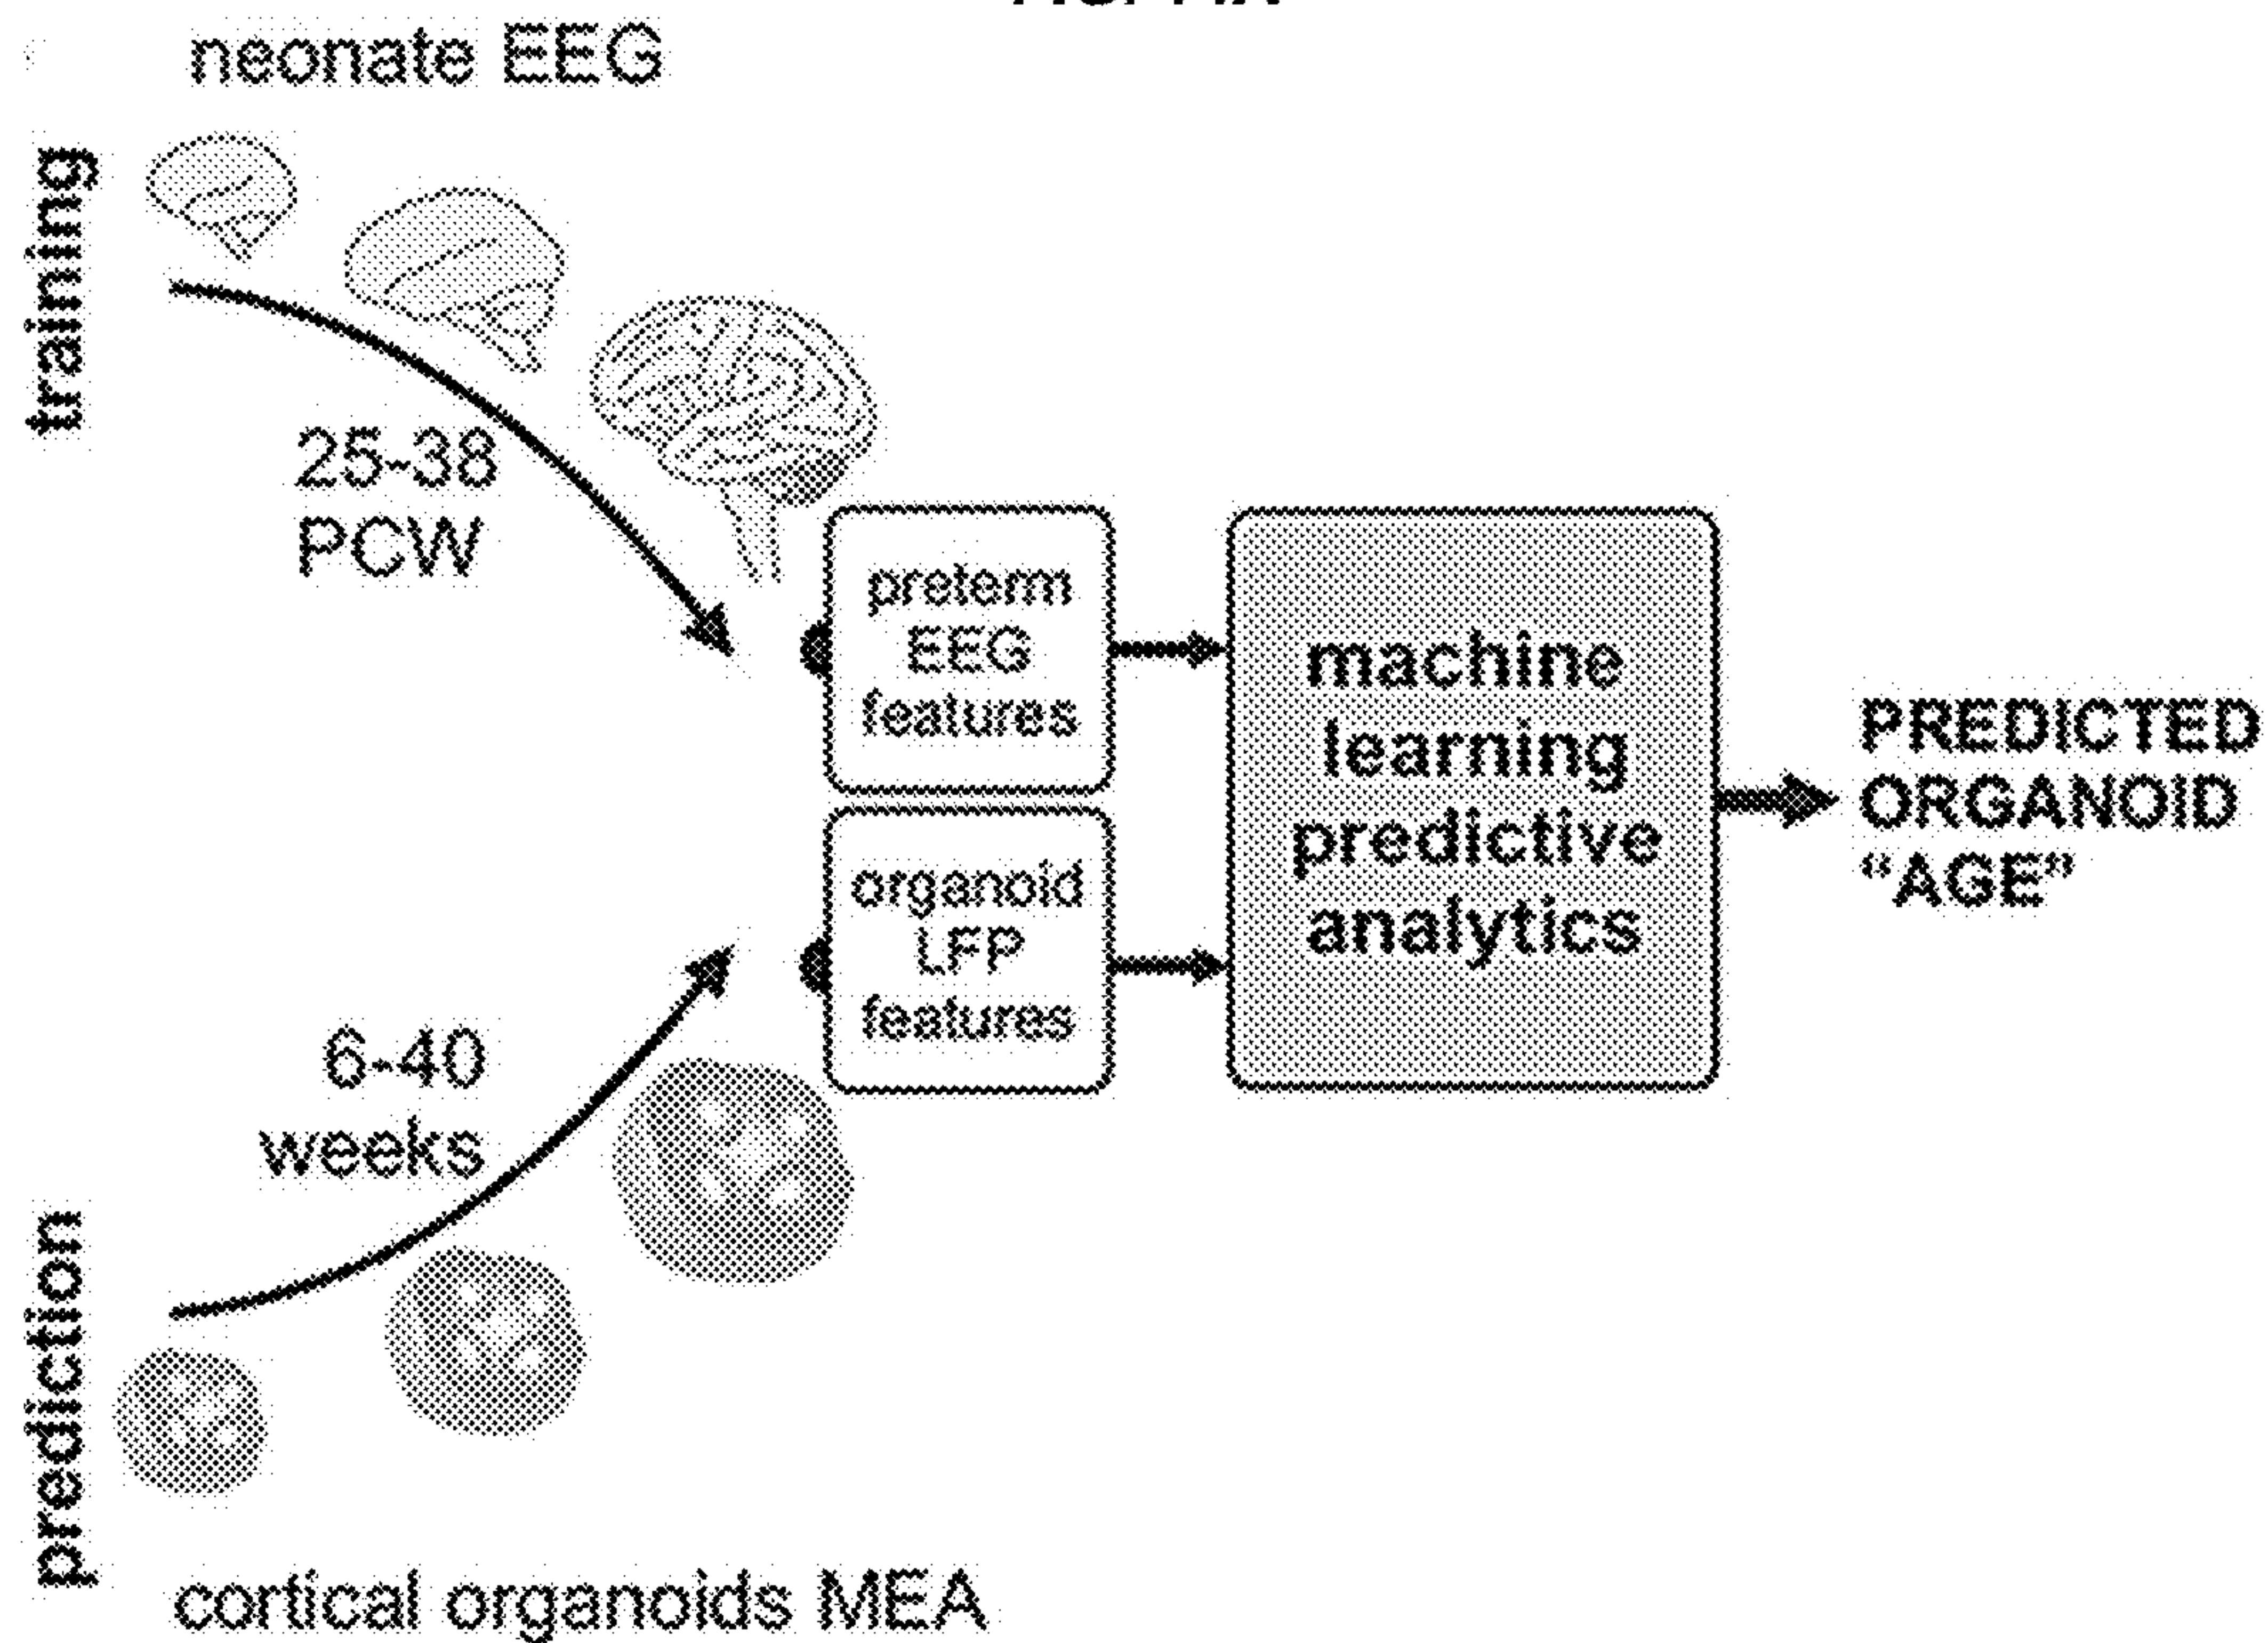 neonate EEG
training
25-38
PCW
preterm
EEG
features
organoid
LFP
features
machine
learning
predictive
analytics
PREDICTED
ORGANOID
“AGE”
6-40
weeks
prediction
cortical organoids MEA